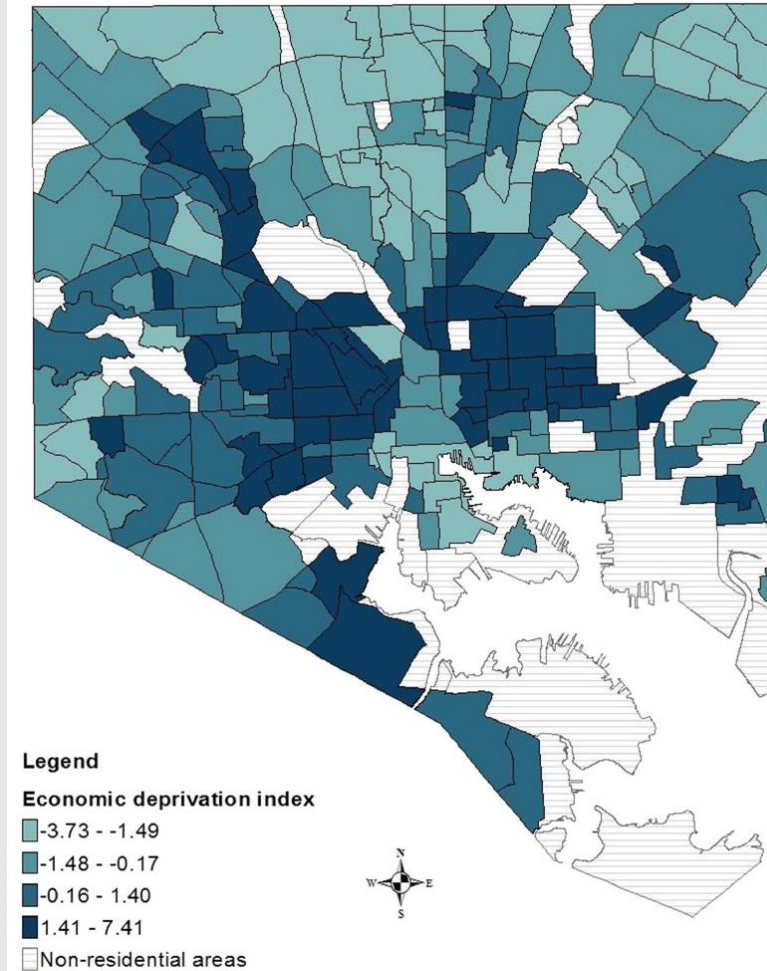 N
W E
S
Legend
Economic deprivation index
-3.73 - -1.49
-1.48 - -0.17
-0.16 - 1.40
1.41 - 7.41
Non-residential areas